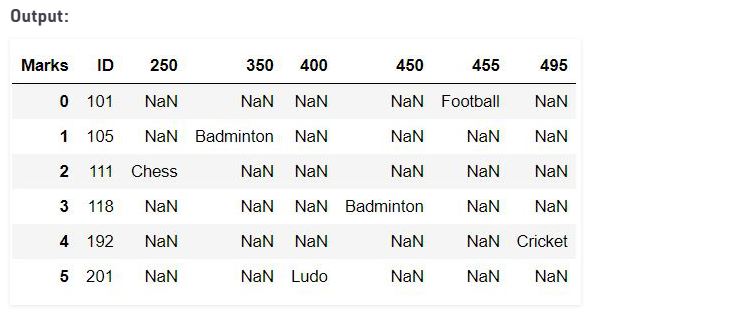 Output:
Marks ID 250 350 400 450 455 495
0 101 NaN NaN NaN NaN Football NaN
1 105 NaN Badminton NaN NaN NaN NaN
2 111 Chess NaN NaN NaN NaN NaN
3 118 NaN NaN NaN Badminton NaN NaN
4 192 NaN NaN NaN NaN NaN Cricket
5 201 NaN NaN Ludo NaN NaN NaN